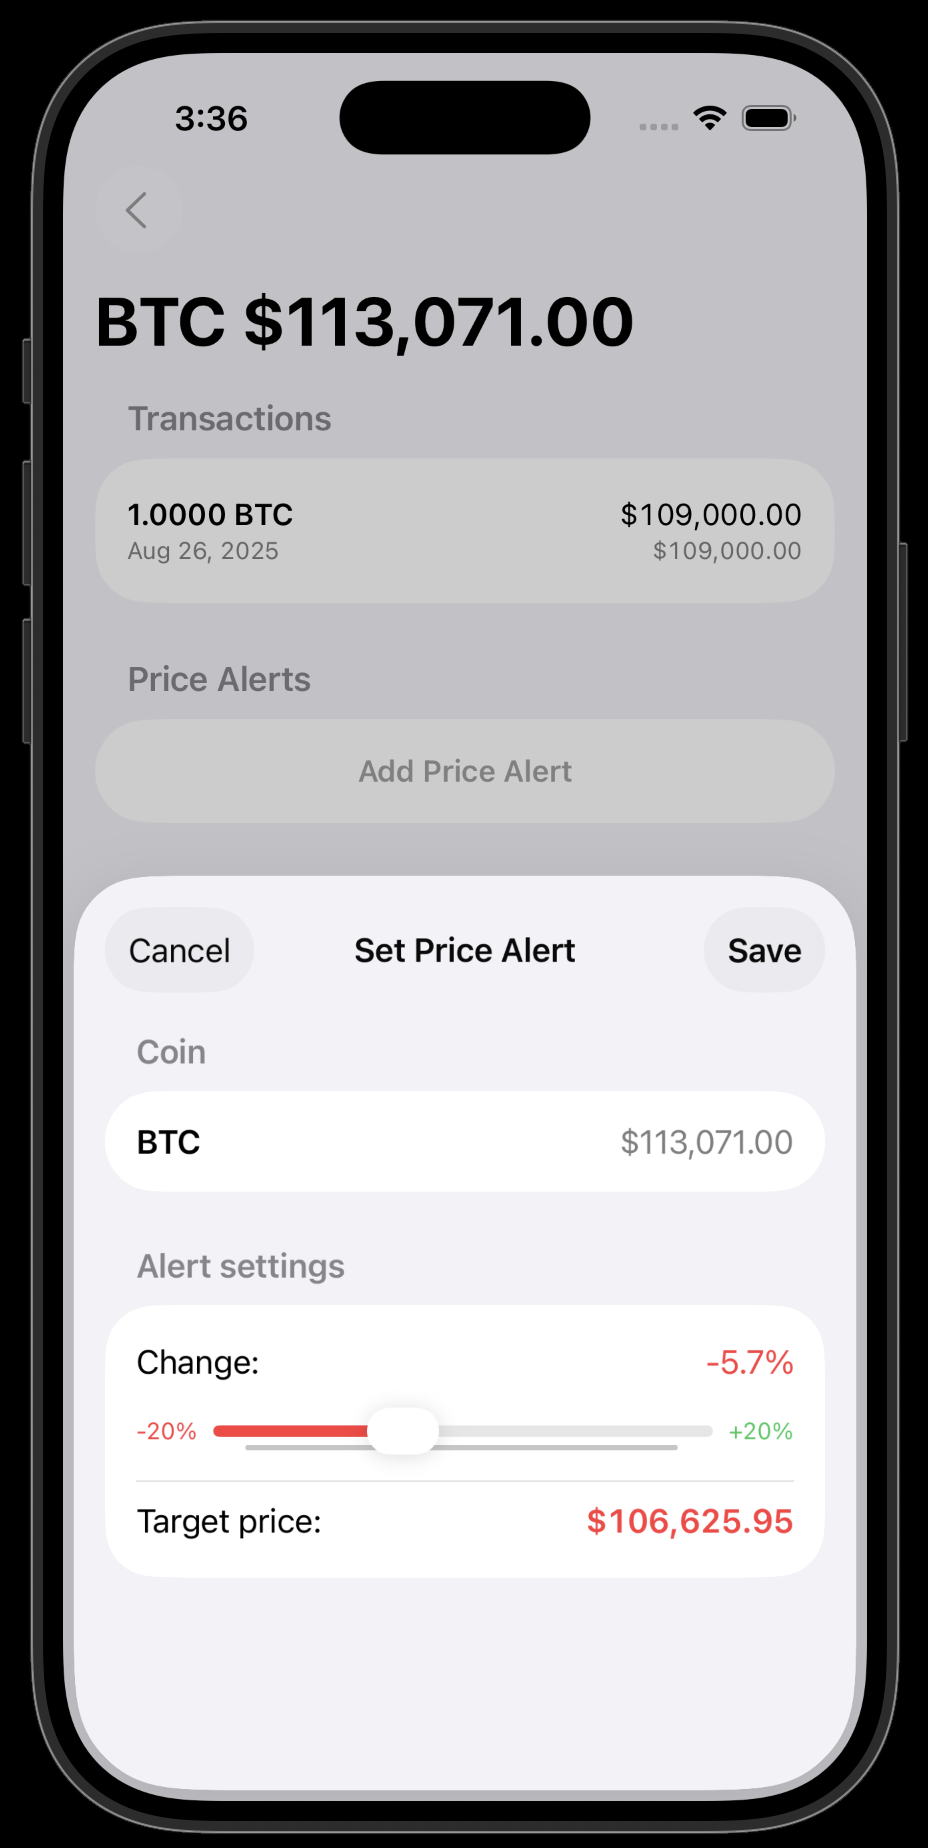 3:36
BTC $113,071.00
Transactions
1.0000 BTC $109,000.00
Aug 26, 2025 $109,000.00
Price Alerts
Add Price Alert
Cancel Set Price Alert Save
Coin
BTC $113,071.00
Alert settings
Change: -5.7%
-20% +20%
Target price: $106,625.95